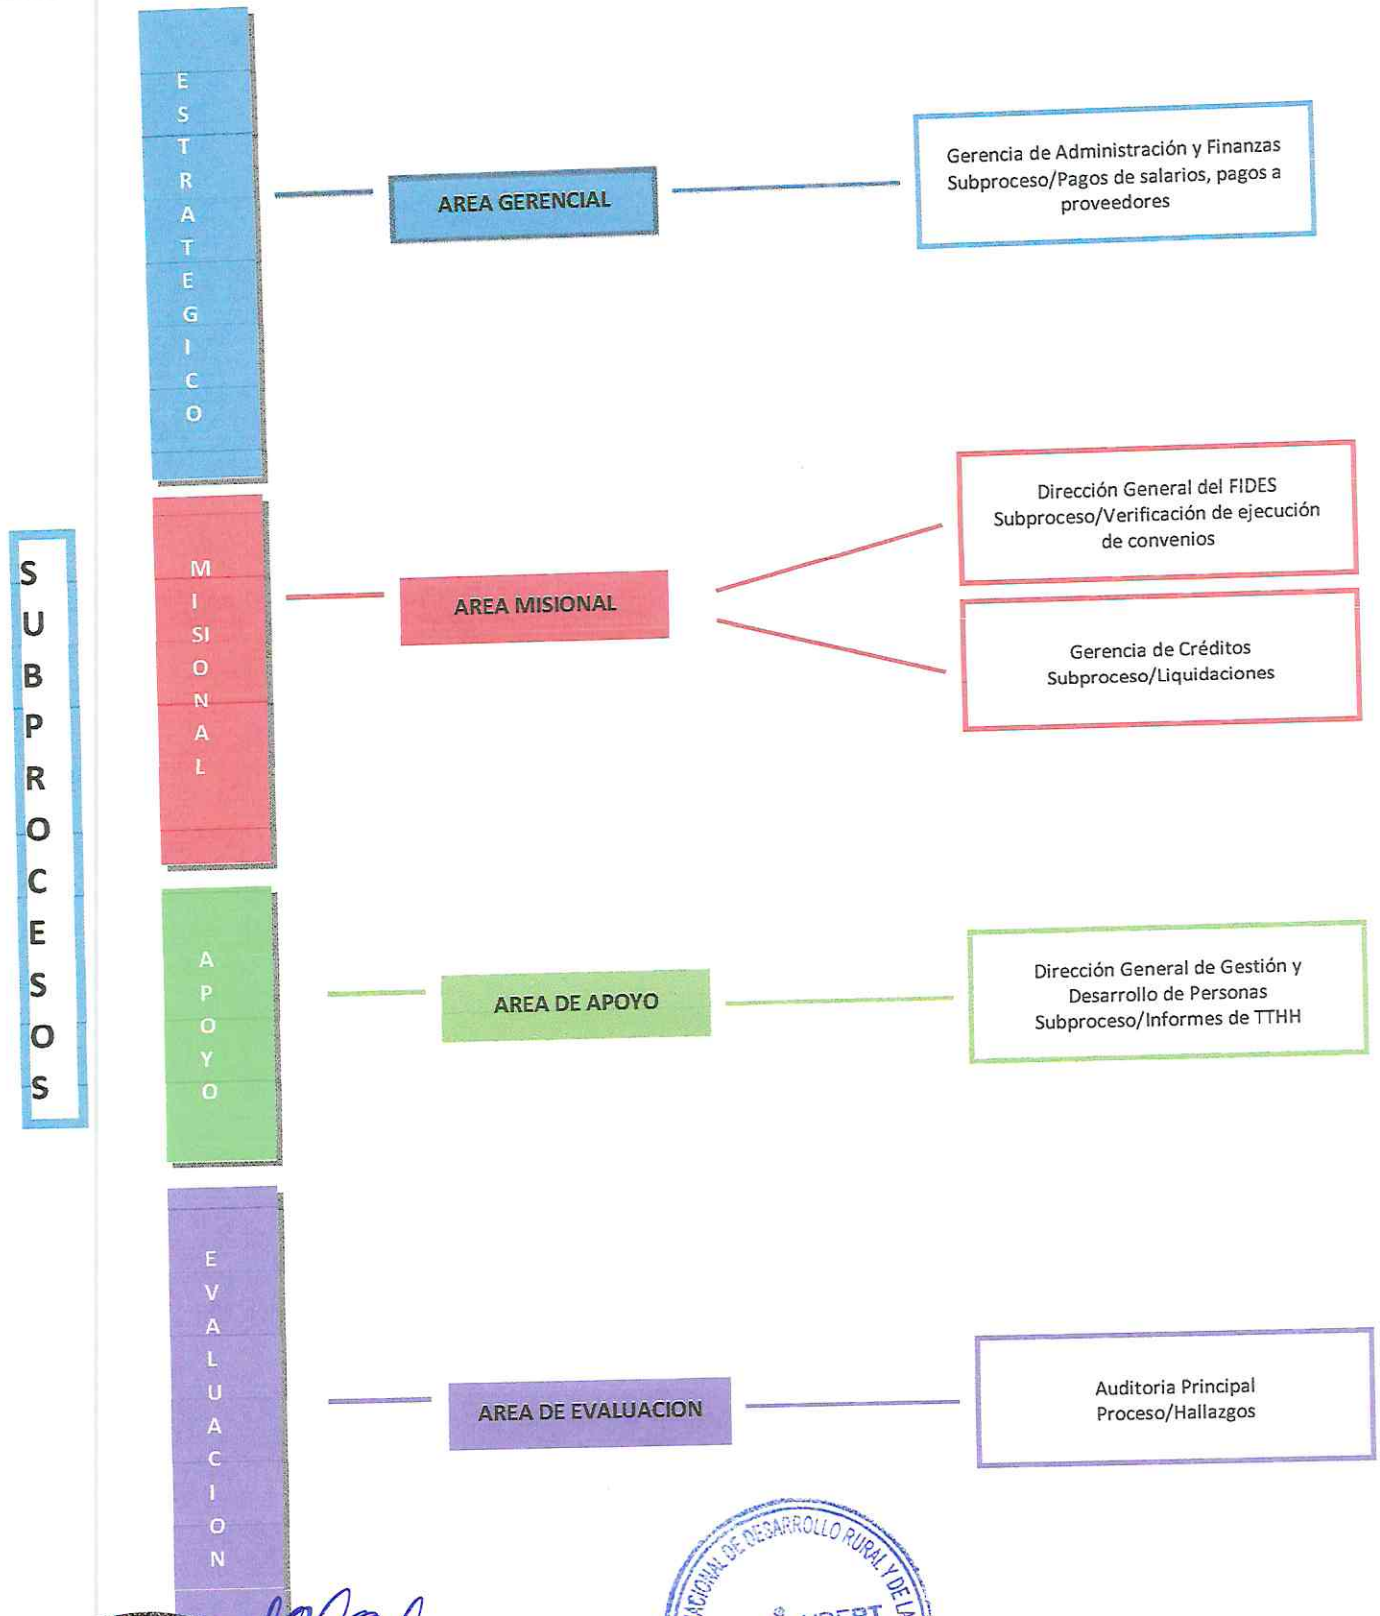 SUBPROCESOS
ESTRATEGICO
AREA GERENCIAL
Gerencia de Administración y Finanzas
Subproceso/Pagos de salarios, pagos a
proveedores
MISIONAL
AREA MISIONAL
Dirección General del FIDES
Subproceso/Verificación de ejecución
de convenios
Gerencia de Créditos
Subproceso/Liquidaciones
APOYO
AREA DE APOYO
Dirección General de Gestión y
Desarrollo de Personas
Subproceso/Informes de TTHH
EVALUACION
AREA DE EVALUACION
Auditoria Principal
Proceso/Hallazgos
DE DESARROLLO RURAL Y DE LA